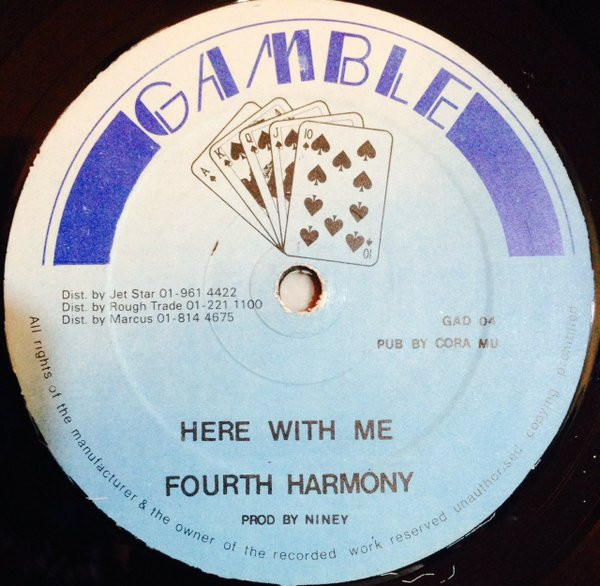 GAMBLE
A K Q J 10
10
Dist. by Jet Star 01-961 4422
Dist. by Rough Trade 01-221 1100
Dist. by Marcus 01-814 4675
GAD 04
PUB BY CORA MU
HERE WITH ME
FOURTH HARMONY
PROD BY NINEY
All rights of the manufacturer & the owner of the recorded work reserved unauthorised copying prohibited